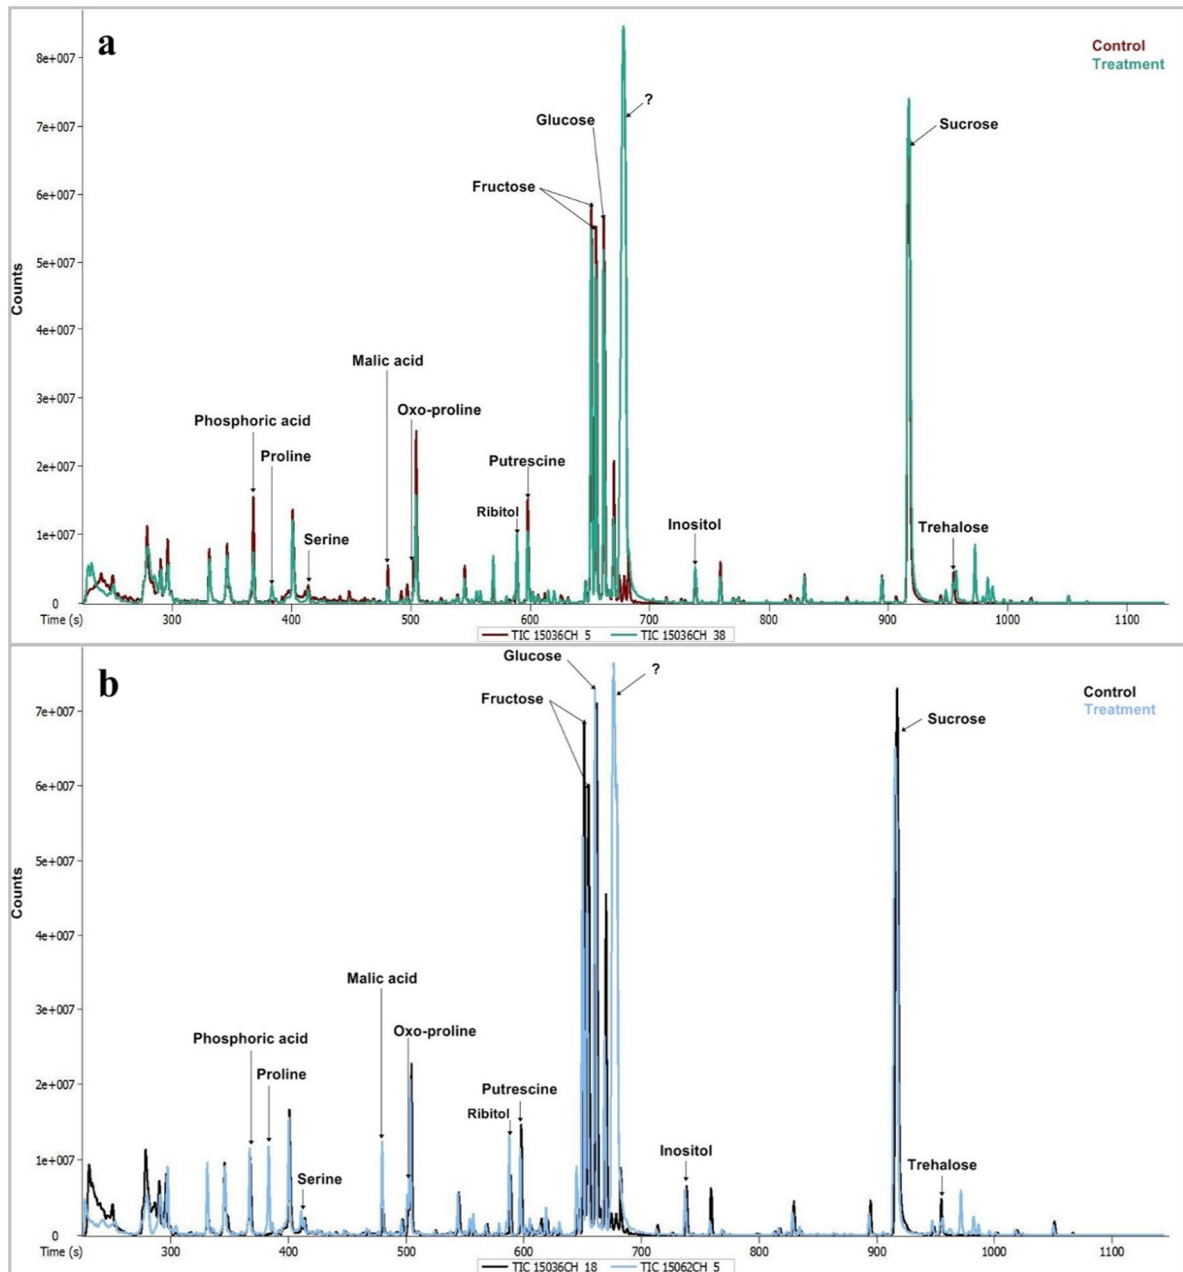 a
Control
Treatment
?
Glucose
Sucrose
Fructose
Malic acid
Oxo-proline
Phosphoric acid
Proline
Putrescine
Ribitol
Serine
Inositol
Trehalose
Counts
8e+007
7e+007
6e+007
5e+007
4e+007
3e+007
2e+007
1e+007
0
Time (s) 300 400 500 600 700 800 900 1000 1100
TIC 15036CH 5 TIC 15036CH 38
b
Glucose
?
Fructose
Control
Treatment
Sucrose
Malic acid
Oxo-proline
Phosphoric acid
Proline
Putrescine
Ribitol
Serine
Inositol
Trehalose
Counts
7e+007
6e+007
5e+007
4e+007
3e+007
2e+007
1e+007
0
Time (s) 300 400 500 600 700 800 900 1000 1100
TIC 15036CH 18 TIC 15062CH 5